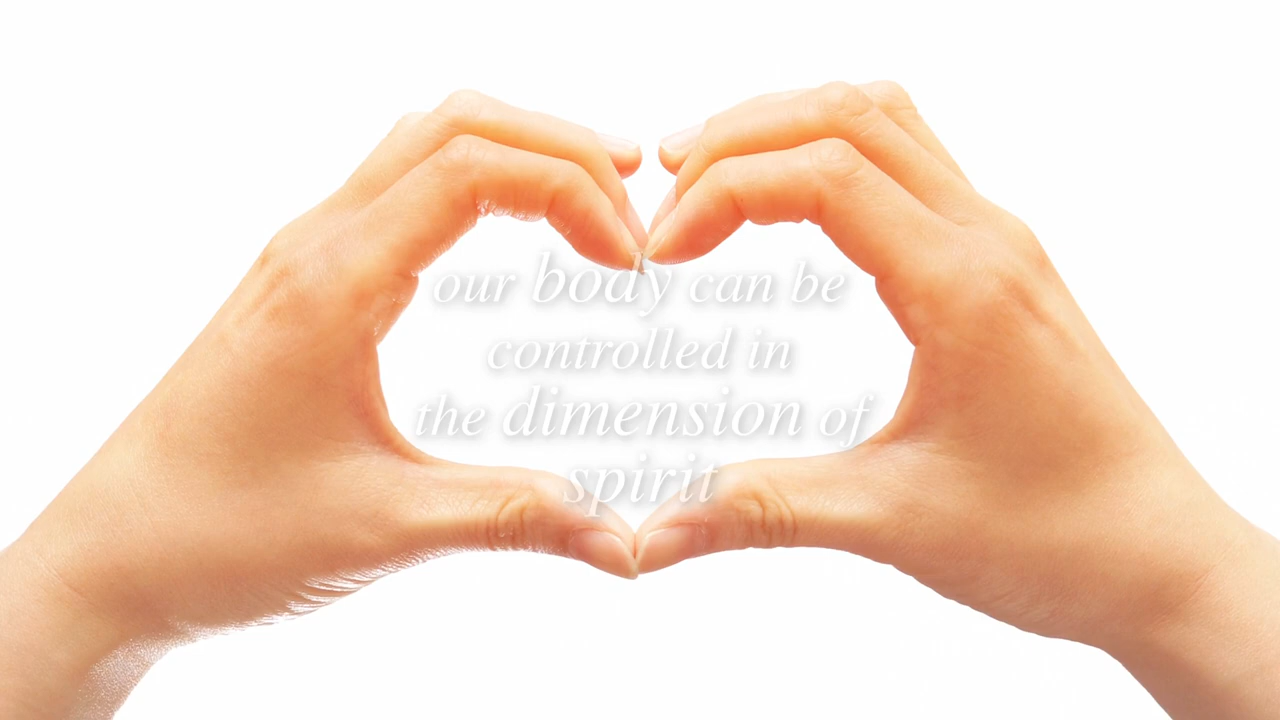 our body can be
controlled in
the dimension of
spirit